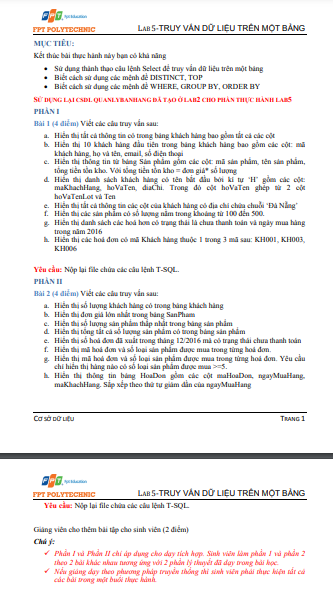 FPT Education
FPT POLYTECHNIC
LAB 5-TRUY VẤN DỮ LIỆU TRÊN MỘT BẢNG
MỤC TIÊU:
Kết thúc bài thực hành này bạn có khả năng
• Sử dụng thành thạo câu lệnh Select để truy vấn dữ liệu trên một bảng
• Biết cách sử dụng các mệnh đề DISTINCT, TOP
• Biết cách sử dụng các mệnh đề WHERE, GROUP BY, ORDER BY
SỬ DỤNG LẠI CSDL QUANLYBANHANG ĐÃ TẠO Ở LAB2 CHO PHẦN THỰC HÀNH LAB5
PHẦN I
Bài 1 (4 điểm) Viết các câu truy vấn sau:
a. Hiển thị tất cả thông tin có trong bảng khách hàng bao gồm tất cả các cột
b. Hiển thị 10 khách hàng đầu tiên trong bảng khách hàng bao gồm các cột: mã
khách hàng, họ và tên, email, số điện thoại
c. Hiển thị thông tin từ bảng Sản phẩm gồm các cột: mã sản phẩm, tên sản phẩm,
tổng tiền tồn kho. Với tổng tiền tồn kho = đơn giá* số lượng
d. Hiển thị danh sách khách hàng có tên bắt đầu bởi kí tự ‘H’ gồm các cột:
maKhachHang, hoVaTen, diaChi. Trong đó cột hoVaTen ghép từ 2 cột
hoVaTenLot và Ten
e. Hiển thị tất cả thông tin các cột của khách hàng có địa chỉ chứa chuỗi ‘Đà Nẵng’
f. Hiển thị các sản phẩm có số lượng nằm trong khoảng từ 100 đến 500.
g. Hiển thị danh sách các hoá hơn có trạng thái là chưa thanh toán và ngày mua hàng
trong năm 2016
h. Hiển thị các hoá đơn có mã Khách hàng thuộc 1 trong 3 mã sau: KH001, KH003,
KH006
Yêu cầu: Nộp lại file chứa các câu lệnh T-SQL.
PHẦN II
Bài 2 (4 điểm) Viết các câu truy vấn sau:
a. Hiển thị số lượng khách hàng có trong bảng khách hàng
b. Hiển thị đơn giá lớn nhất trong bảng SanPham
c. Hiển thị số lượng sản phẩm thấp nhất trong bảng sản phẩm
d. Hiển thị tổng tất cả số lượng sản phẩm có trong bảng sản phẩm
e. Hiển thị số hoá đơn đã xuất trong tháng 12/2016 mà có trạng thái chưa thanh toán
f. Hiển thị mã hoá đơn và số loại sản phẩm được mua trong từng hoá đơn.
g. Hiển thị mã hoá đơn và số loại sản phẩm được mua trong từng hoá đơn. Yêu cầu
chỉ hiển thị hàng nào có số loại sản phẩm được mua >=5.
h. Hiển thị thông tin bảng HoaDon gồm các cột maHoaDon, ngayMuaHang,
maKhachHang. Sắp xếp theo thứ tự giảm dần của ngayMuaHang
CƠ SỞ DỮ LIỆU
TRANG 1
FPT Education
FPT POLYTECHNIC
LAB 5-TRUY VẤN DỮ LIỆU TRÊN MỘT BẢNG
Yêu cầu: Nộp lại file chứa các câu lệnh T-SQL.
Giảng viên cho thêm bài tập cho sinh viên (2 điểm)
Chú ý:
✓ Phần I và Phần II chỉ áp dụng cho dạy tích hợp. Sinh viên làm phần 1 và phần 2
theo 2 bài khác nhau tương ứng với 2 phần lý thuyết đã dạy trong bài học.
✓ Nếu giảng dạy theo phương pháp truyền thống thì sinh viên phải thực hiện tất cả
các bài trong một buổi thực hành.